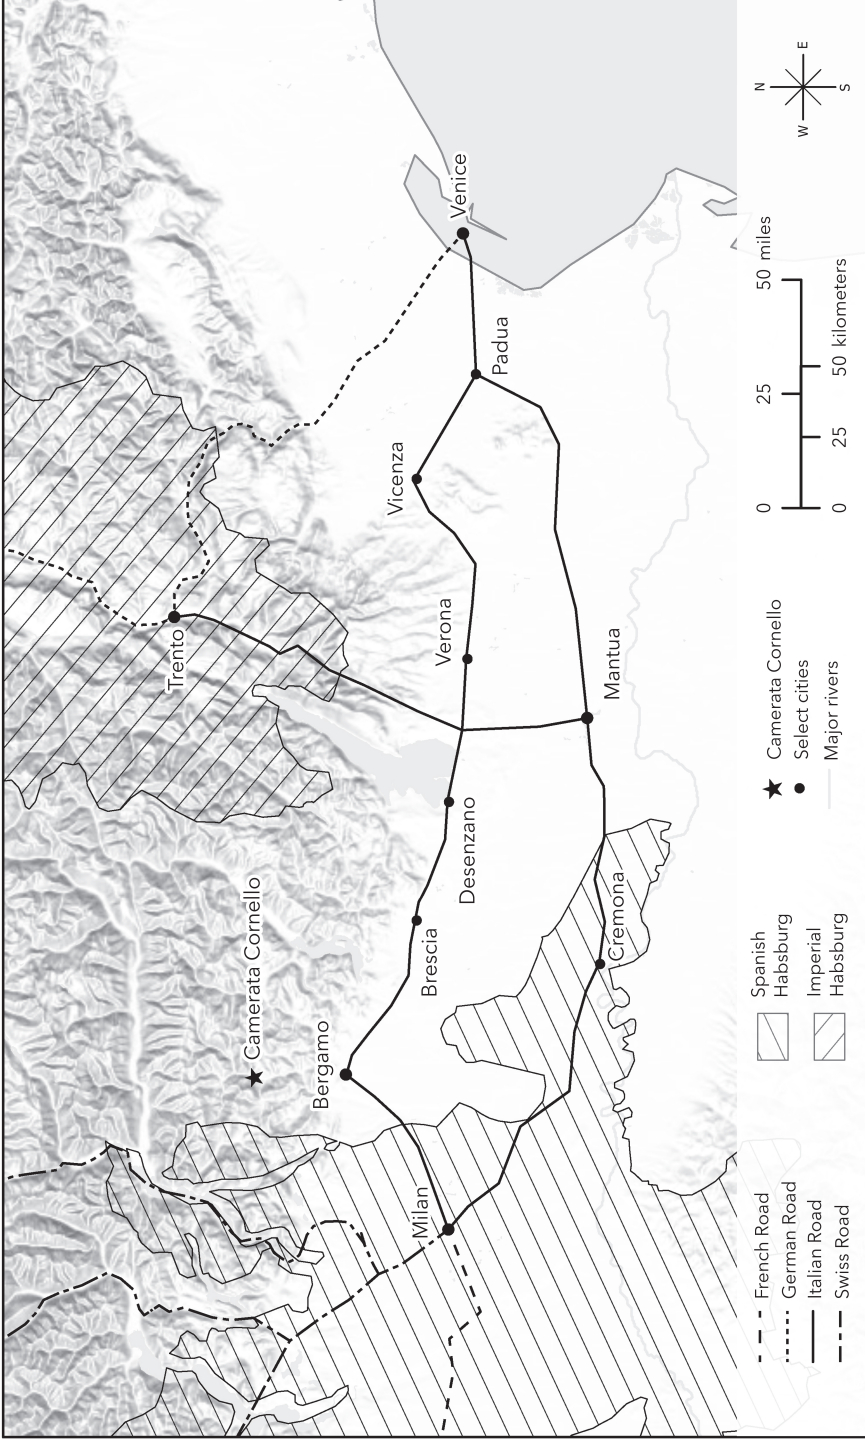 Trento
Camerata Cornello
Bergamo
Brescia
Desenzano
Verona
Vicenza
Padua
Venice
Milan
Cremona
Mantua
French Road
German Road
Italian Road
Swiss Road
Spanish
Habsburg
Imperial
Habsburg
Camerata Cornello
Select cities
Major rivers
0 25 50 miles
0 25 50 kilometers
N
W E
S